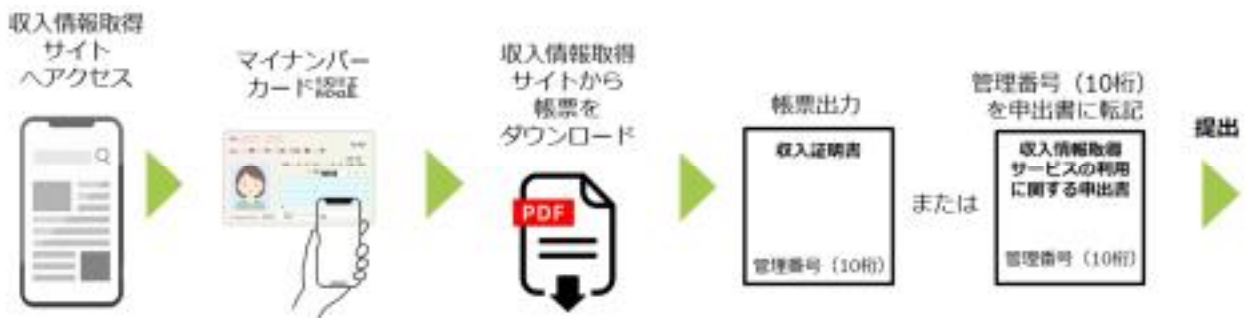 収入情報取得
サイト
へアクセス
マイナンバー
カード認証
収入情報取得
サイトから
帳票を
ダウンロード
PDF
帳票出力
収入証明書
管理番号（10桁）
または
管理番号（10桁）
を申出書に転記
収入情報取得
サービスの利用
に関する申出書
管理番号（10桁）
提出